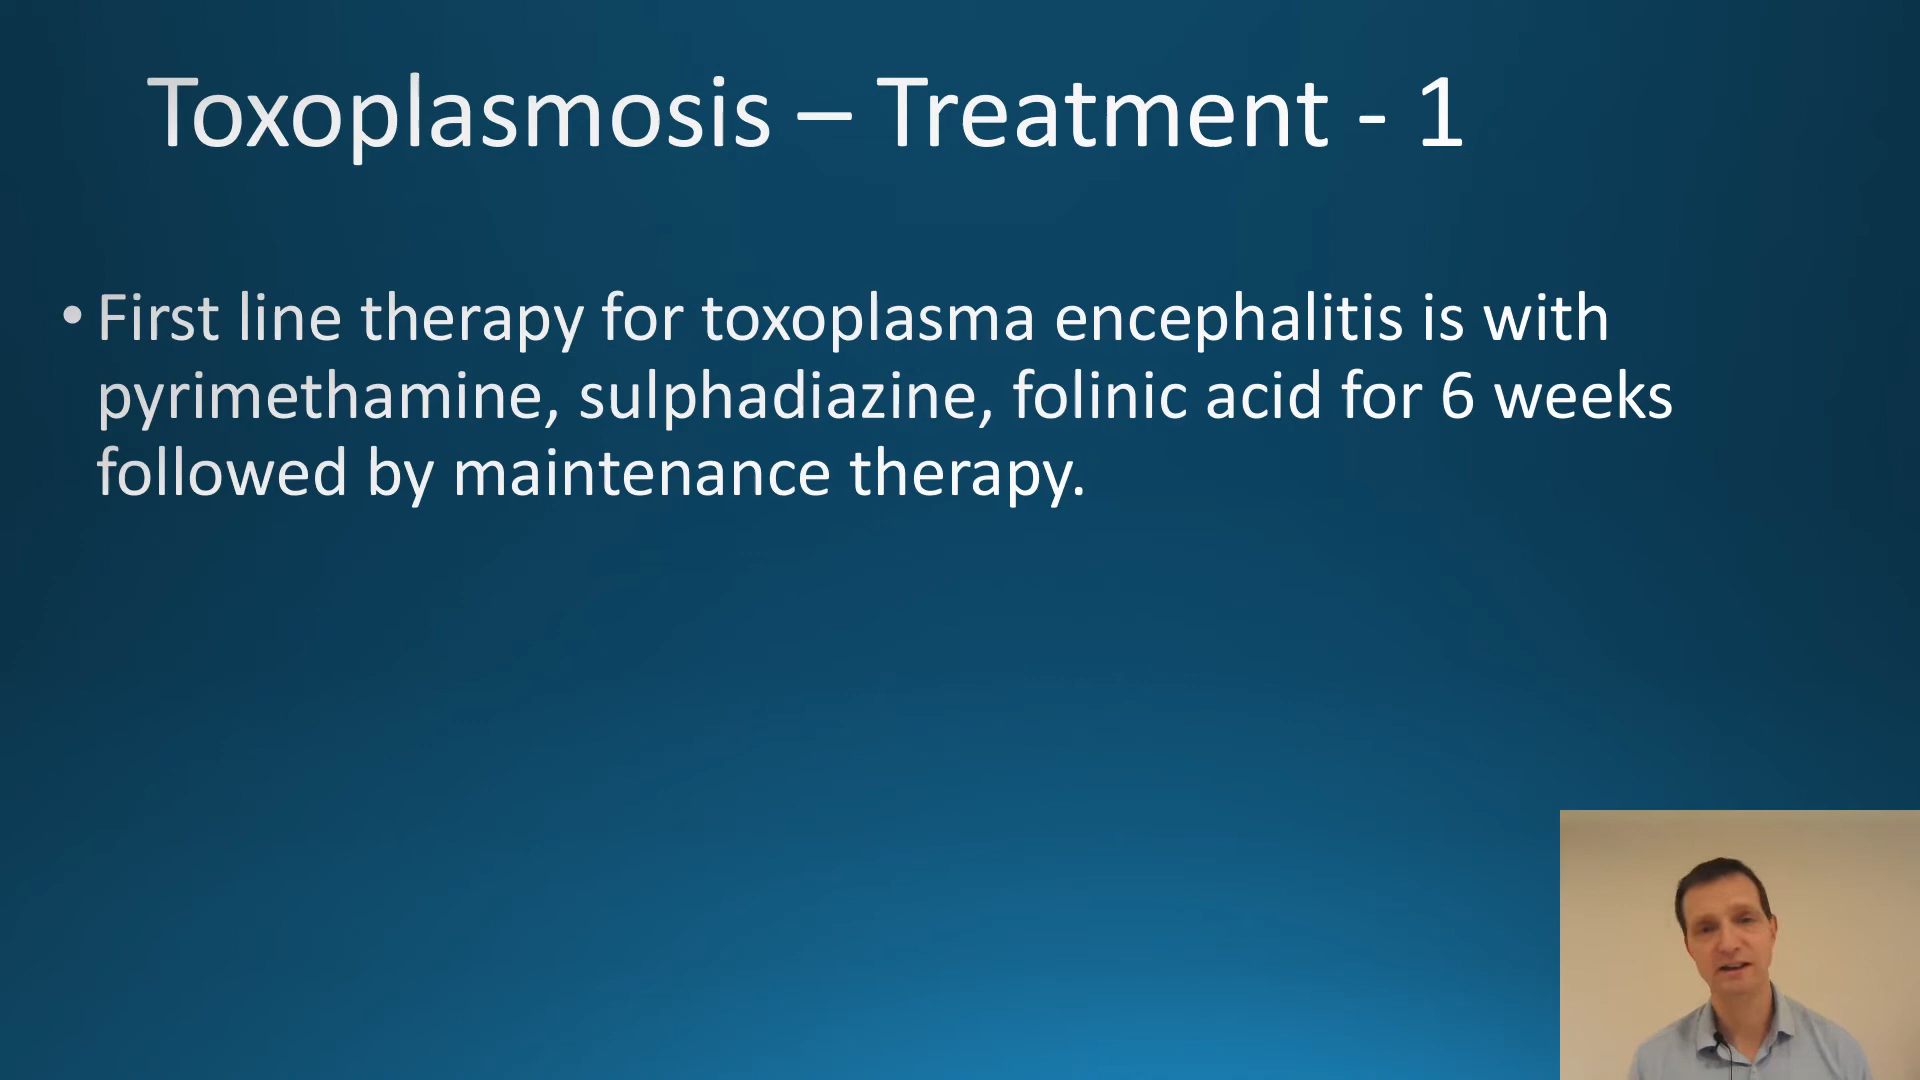 Toxoplasmosis – Treatment - 1
• First line therapy for toxoplasma encephalitis is with
pyrimethamine, sulphadiazine, folinic acid for 6 weeks
followed by maintenance therapy.